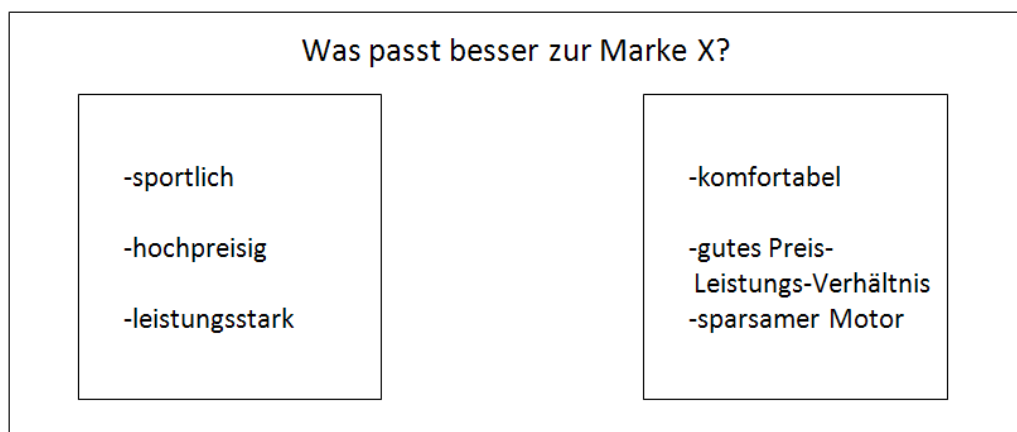 Was passt besser zur Marke X?
-sportlich
-hochpreisig
-leistungsstark
-komfortabel
-gutes Preis-
Leistungs-Verhältnis
-sparsamer Motor